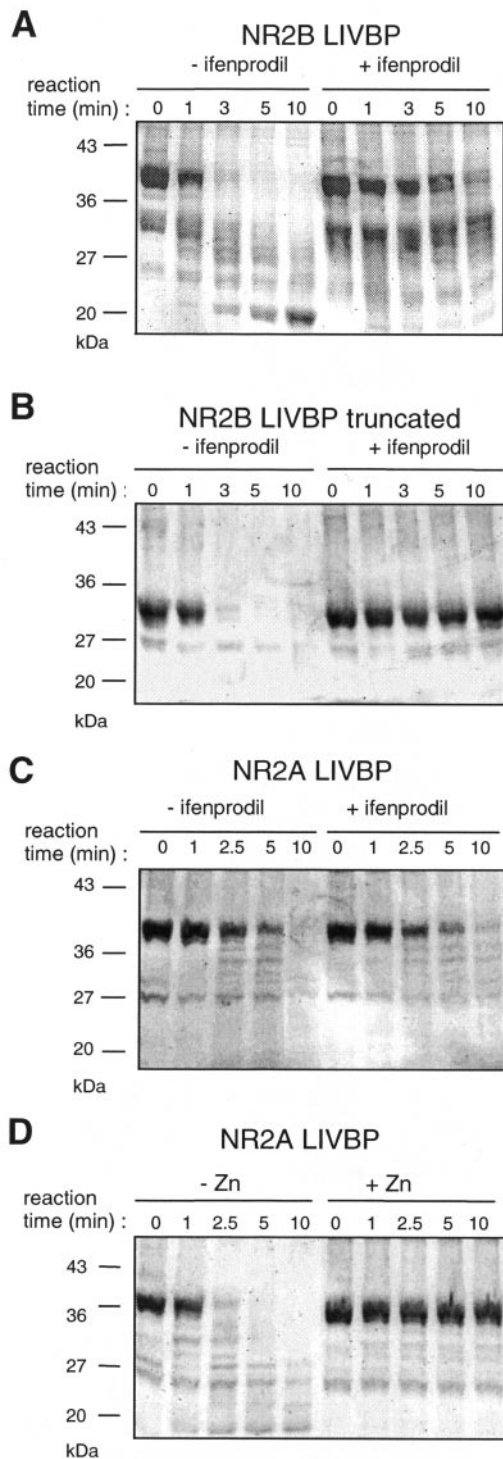 A
NR2B LIVBP
- ifenprodil + ifenprodil
reaction
time (min) : 0 1 3 5 10 0 1 3 5 10
43
36
27
20
kDa
B
NR2B LIVBP truncated
- ifenprodil + ifenprodil
reaction
time (min) : 0 1 3 5 10 0 1 3 5 10
43
36
27
20
kDa
C
NR2A LIVBP
- ifenprodil + ifenprodil
reaction
time (min) : 0 1 2.5 5 10 0 1 2.5 5 10
43
36
27
20
kDa
D
NR2A LIVBP
- Zn + Zn
reaction
time (min) : 0 1 2.5 5 10 0 1 2.5 5 10
43
36
27
20
kDa